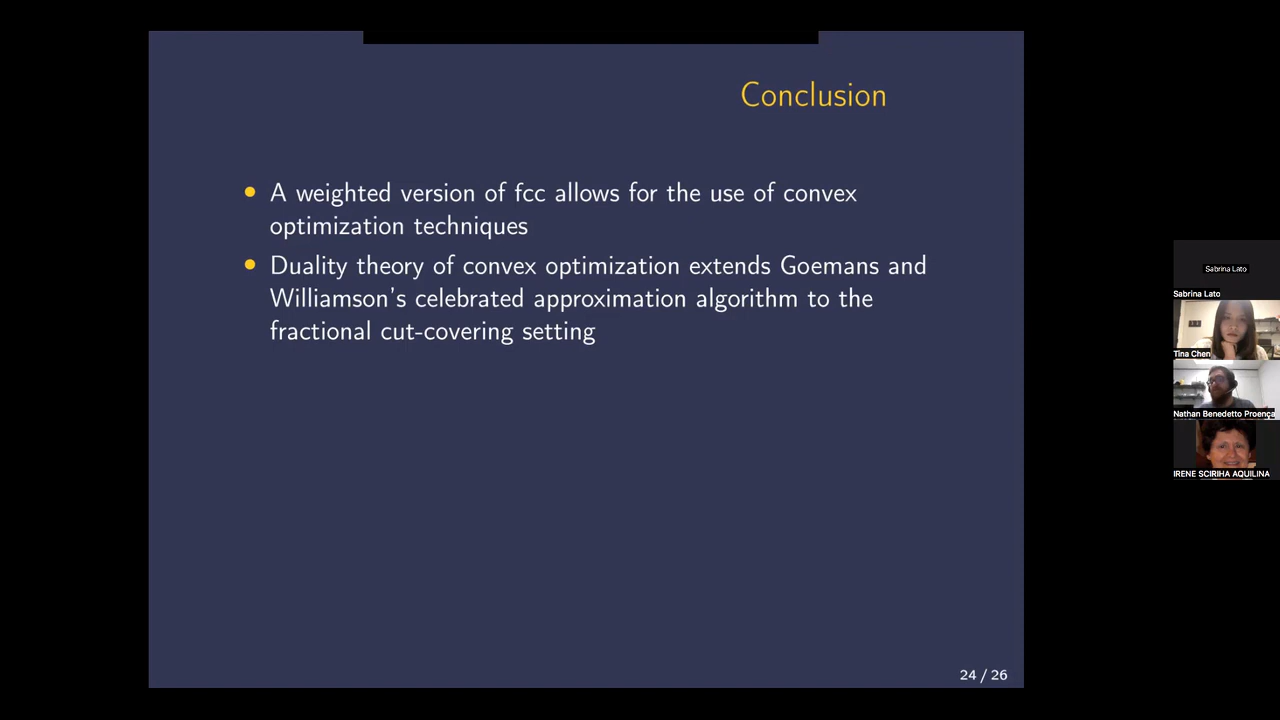 Conclusion
• A weighted version of fcc allows for the use of convex
optimization techniques
• Duality theory of convex optimization extends Goemans and
Williamson's celebrated approximation algorithm to the
fractional cut-covering setting
24 / 26
Sabrina Lato
Sabrina Lato
Tina Chen
Nathan Benedetto Proença
IRENE SCIRIHA AQUILINA